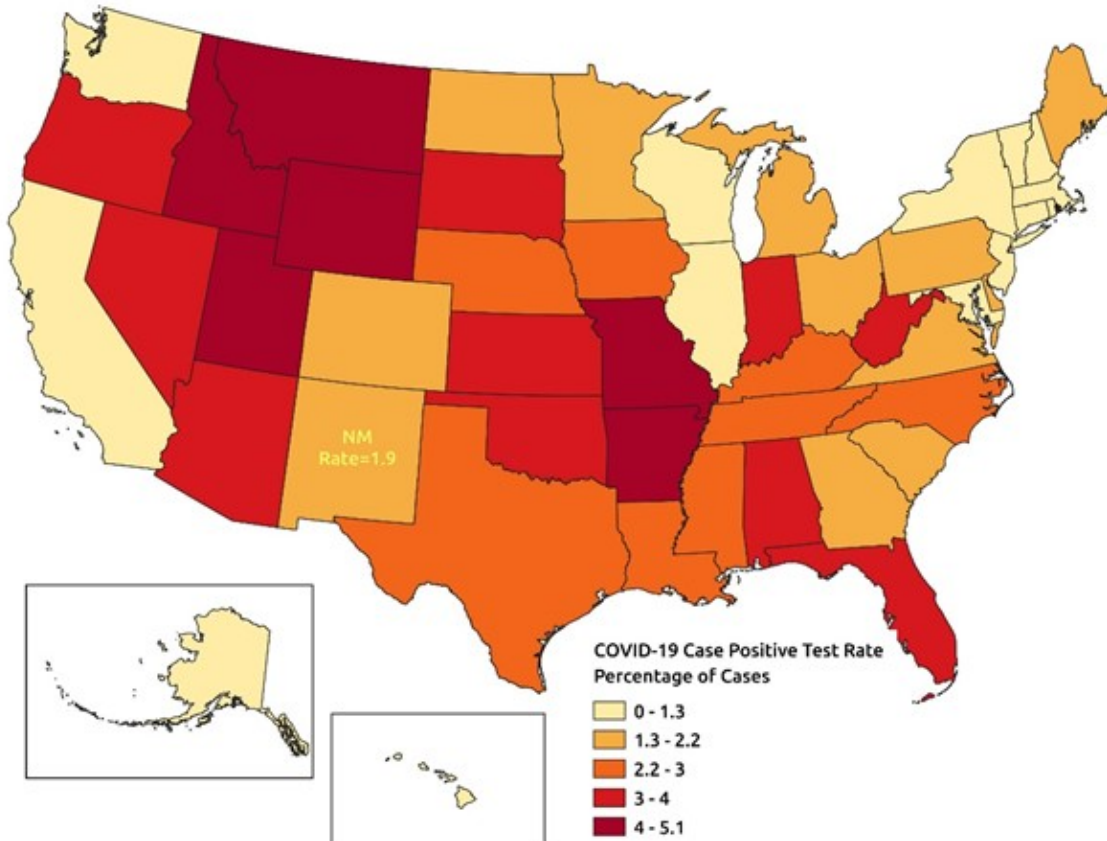 NM
Rate=1.9
COVID-19 Case Positive Test Rate
Percentage of Cases
0 - 1.3
1.3 - 2.2
2.2 - 3
3 - 4
4 - 5.1